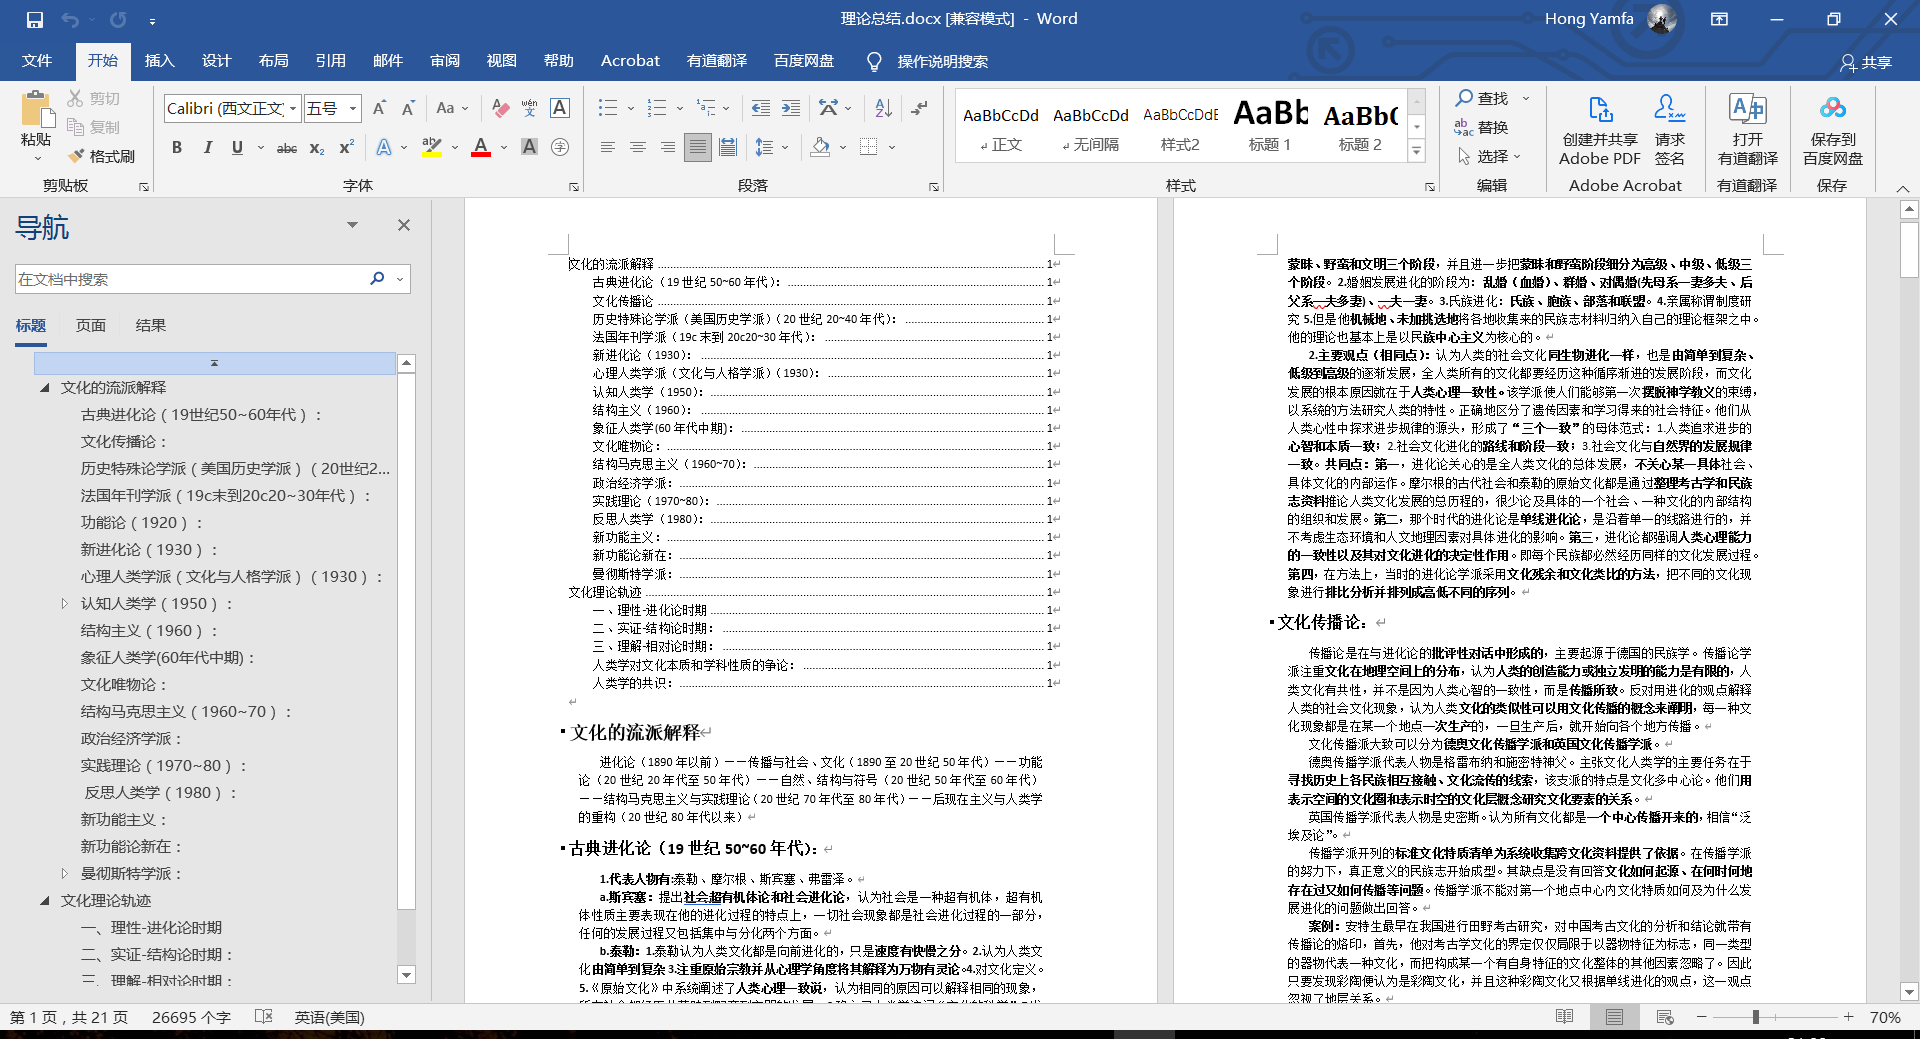 理论总结.docx [兼容模式] - Word
Hong Yamfa
文件 开始 插入 设计 布局 引用 邮件 审阅 视图 帮助 Acrobat 有道翻译 百度网盘 操作说明搜索 共享
粘贴 剪切 复制 格式刷
剪贴板
Calibri (西文正文) 五号
字体
段落
AaBbCcDd AaBbCcDd AaBbCcDdE AaBb AaBbC
正文 无间隔 样式2 标题 1 标题 2
样式
查找
替换
选择
编辑
创建并共享 Adobe PDF
请求签名
Adobe Acrobat
打开有道翻译
有道翻译
保存到百度网盘
保存
导航
在文档中搜索
标题 页面 结果
文化的流派解释
古典进化论（19世纪50~60年代）：
文化传播论：
历史特殊论学派（美国历史学派）（20世纪2...
法国年刊学派（19c末到20c20~30年代）：
功能论（1920）：
新进化论（1930）：
心理人类学派（文化与人格学派）（1930）：
认知人类学（1950）：
结构主义（1960）：
象征人类学(60年代中期)：
文化唯物论：
结构马克思主义（1960~70）：
政治经济学派：
实践理论（1970~80）：
反思人类学（1980）：
新功能主义：
新功能论新在：
曼彻斯特学派：
文化理论轨迹
一、理性-进化论时期
二、实证-结构论时期：
三、理解-相对论时期：
文化的流派解释 1
古典进化论（19 世纪 50~60 年代）： 1
文化传播论 1
历史特殊论学派（美国历史学派）（20 世纪 20~40 年代）： 1
法国年刊学派（19c 末到 20c20~30 年代）： 1
新进化论（1930）： 1
心理人类学派（文化与人格学派）（1930）： 1
认知人类学（1950）： 1
结构主义（1960）： 1
象征人类学(60 年代中期)： 1
文化唯物论： 1
结构马克思主义（1960~70）： 1
政治经济学派： 1
实践理论（1970~80）： 1
反思人类学（1980）： 1
新功能主义： 1
新功能论新在： 1
曼彻斯特学派： 1
文化理论轨迹 1
一、理性-进化论时期 1
二、实证-结构论时期： 1
三、理解-相对论时期： 1
人类学对文化本质和学科性质的争论： 1
人类学的共识： 1
文化的流派解释
进化论（1890 年以前）——传播与社会、文化（1890 至 20 世纪 50 年代）——功能
论（20 世纪 20 年代至 50 年代）——自然、结构与符号（20 世纪 50 年代至 60 年代）
——结构马克思主义与实践理论（20 世纪 70 年代至 80 年代）——后现在主义与人类学
的重构（20 世纪 80 年代以来）
古典进化论（19 世纪 50~60 年代）：
1.代表人物有:泰勒、摩尔根、斯宾塞、弗雷泽。
a.斯宾塞：提出社会超有机体论和社会进化论，认为社会是一种超有机体，超有机
体性质主要表现在他的进化过程的特点上，一切社会现象都是社会进化过程的一部分，
任何的发展过程又包括集中与分化两个方面。
b.泰勒：1.泰勒认为人类文化都是向前进化的，只是速度有快慢之分。2.认为人类文
化由简单到复杂 3.注重原始宗教并从心理学角度将其解释为万物有灵论。4.对文化定义。
5.《原始文化》中系统阐述了人类心理一致说，认为相同的原因可以解释相同的现象，
蒙昧、野蛮和文明三个阶段，并且进一步把蒙昧和野蛮阶段细分为高级、中级、低级三
个阶段。2.婚姻发展进化的阶段为：乱婚（血婚）、群婚、对偶婚(先母系一妻多夫、后
父系一夫多妻)、一夫一妻。3.氏族进化：民族、胞族、部落和联盟。4.亲属称谓制度研
究 5.但是他机械地、未加挑选地将各地收集来的民族志材料归纳入自己的理论框架之中。
他的理论也基本上是以民族中心主义为核心的。
2.主要观点（相同点）：认为人类的社会文化同生物进化一样，也是由简单到复杂、
低级到高级的逐渐发展，全人类所有的文化都要经历这种循序渐进的发展阶段，而文化
发展的根本原因就在于人类心理一致性。该学派使人们能够第一次摆脱神学教义的束缚，
以系统的方法研究人类的特性。正确地区分了遗传因素和学习得来的社会特征。他们从
人类心性中探求进步规律的源头，形成了“三个一致”的母体范式：1.人类追求进步的
心智和本质一致；2.社会文化进化的路线和阶段一致；3.社会文化与自然界的发展规律
一致。共同点：第一，进化论关心的是全人类文化的总体发展，不关心某一具体社会、
具体文化的内部运作。摩尔根的古代社会和泰勒的原始文化都是通过整理考古学和民族
志资料推论人类文化发展的总历程的，很少论及具体的一个社会、一种文化的内部结构
的组织和发展。第二，那个时代的进化论是单线进化论，是沿着单一的线路进行的，并
不考虑生态环境和人文地理因素对具体进化的影响。第三，进化论都强调人类心理能力
的一致性以及其对文化进化的决定性作用。即每个民族都必然经历同样的文化发展过程。
第四，在方法上，当时的进化论学派采用文化残余和文化类比的方法，把不同的文化现
象进行排比分析并排列成高低不同的序列。
文化传播论：
传播论是在与进化论的批评性对话中形成的，主要起源于德国的民族学。传播论学
派注重文化在地理空间上的分布，认为人类的创造能力或独立发明的能力是有限的，人
类文化有共性，并不是因为人类心智的一致性，而是传播所致。反对用进化的观点解释
人类的社会文化现象，认为人类文化的类似性可以用文化传播的概念来阐明，每一种文
化现象都是在某一个地点一次生产的，一旦生产后，就开始向各个地方传播。
文化传播派大致可以分为德奥文化传播学派和英国文化传播学派。
德奥传播学派代表人物是格雷布纳和施密特神父。主张文化人类学的主要任务在于
寻找历史上各民族相互接触、文化流传的线索，该支派的特点是文化多中心论。他们用
表示空间的文化圈和表示时空的文化层概念研究文化要素的关系。
英国传播学派代表人物是史密斯。认为所有文化都是一个中心传播开来的，相信“泛
埃及论”。
传播学派开列的标准文化特质清单为系统收集跨文化资料提供了依据。在传播学派
的努力下，真正意义的民族志开始成型。其缺点是没有回答文化如何起源、在何时何地
存在过又如何传播等问题。传播学派不能对第一个地点中心内文化特质如何及为什么发
展进化的问题做出回答。
案例：安特生最早在我国进行田野考古研究，对中国考古文化的分析和结论就带有
传播论的烙印，首先，他对考古学文化的界定仅仅局限于以器物特征为标志，同一类型
的器物代表一种文化，而把构成某一个有自身特征的文化整体的其他因素忽略了。因此
只要发现彩陶便认为是彩陶文化，并且这种彩陶文化又根据单线进化的观点，这一观点
忽视了地层关系。
第 1 页，共 21 页 26695 个字 英语(美国) 70%